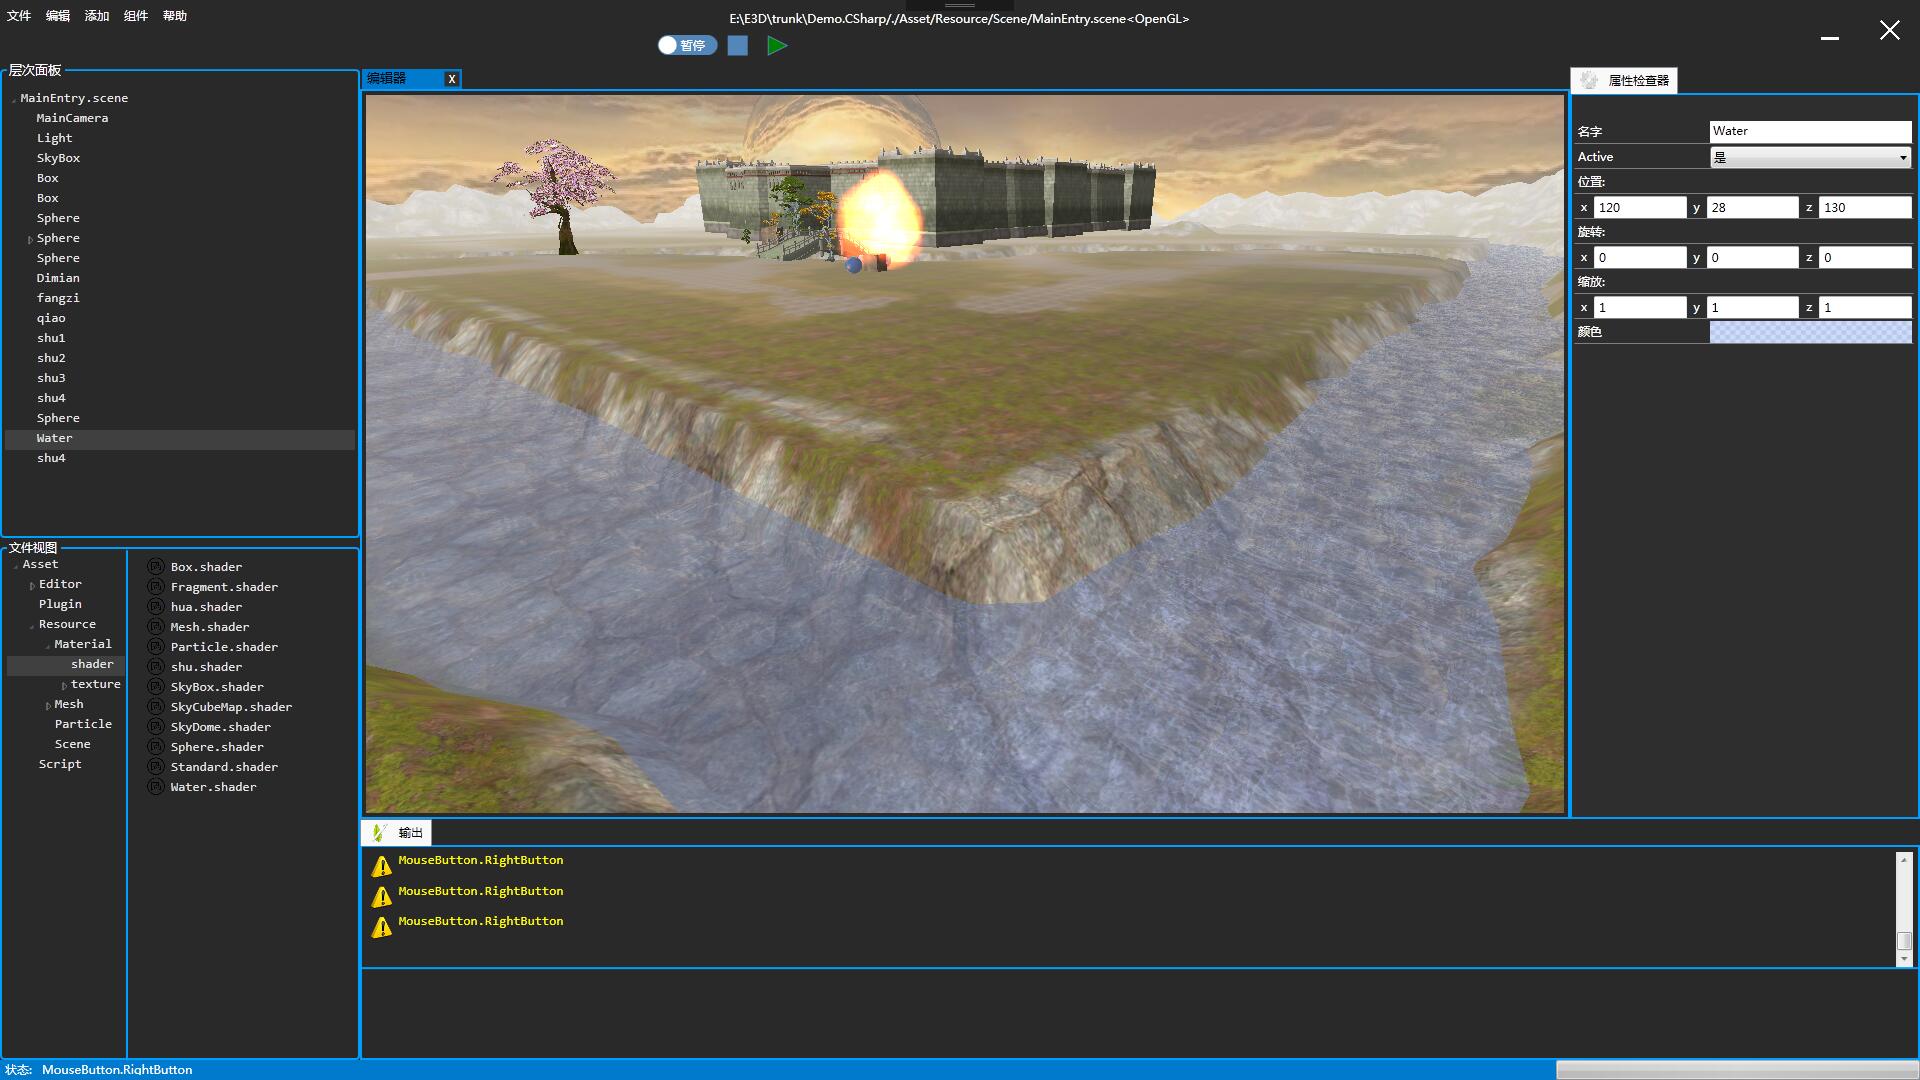 文件 编辑 添加 组件 帮助
E:\E3D\trunk\Demo.CSharp/./Asset/Resource/Scene/MainEntry.scene<OpenGL>
暂停
层次面板
MainEntry.scene
MainCamera
Light
SkyBox
Box
Box
Sphere
Sphere
Sphere
Dimian
fangzi
qiao
shu1
shu2
shu3
shu4
Sphere
Water
shu4
文件视图
Asset
Editor
Plugin
Resource
Material
shader
texture
Mesh
Particle
Scene
Script
Box.shader
Fragment.shader
hua.shader
Mesh.shader
Particle.shader
shu.shader
SkyBox.shader
SkyCubeMap.shader
SkyDome.shader
Sphere.shader
Standard.shader
Water.shader
编辑器 X
属性检查器
名字 Water
Active 是
位置:
x 120 y 28 z 130
旋转:
x 0 y 0 z 0
缩放:
x 1 y 1 z 1
颜色
输出
MouseButton.RightButton
MouseButton.RightButton
MouseButton.RightButton
状态: MouseButton.RightButton